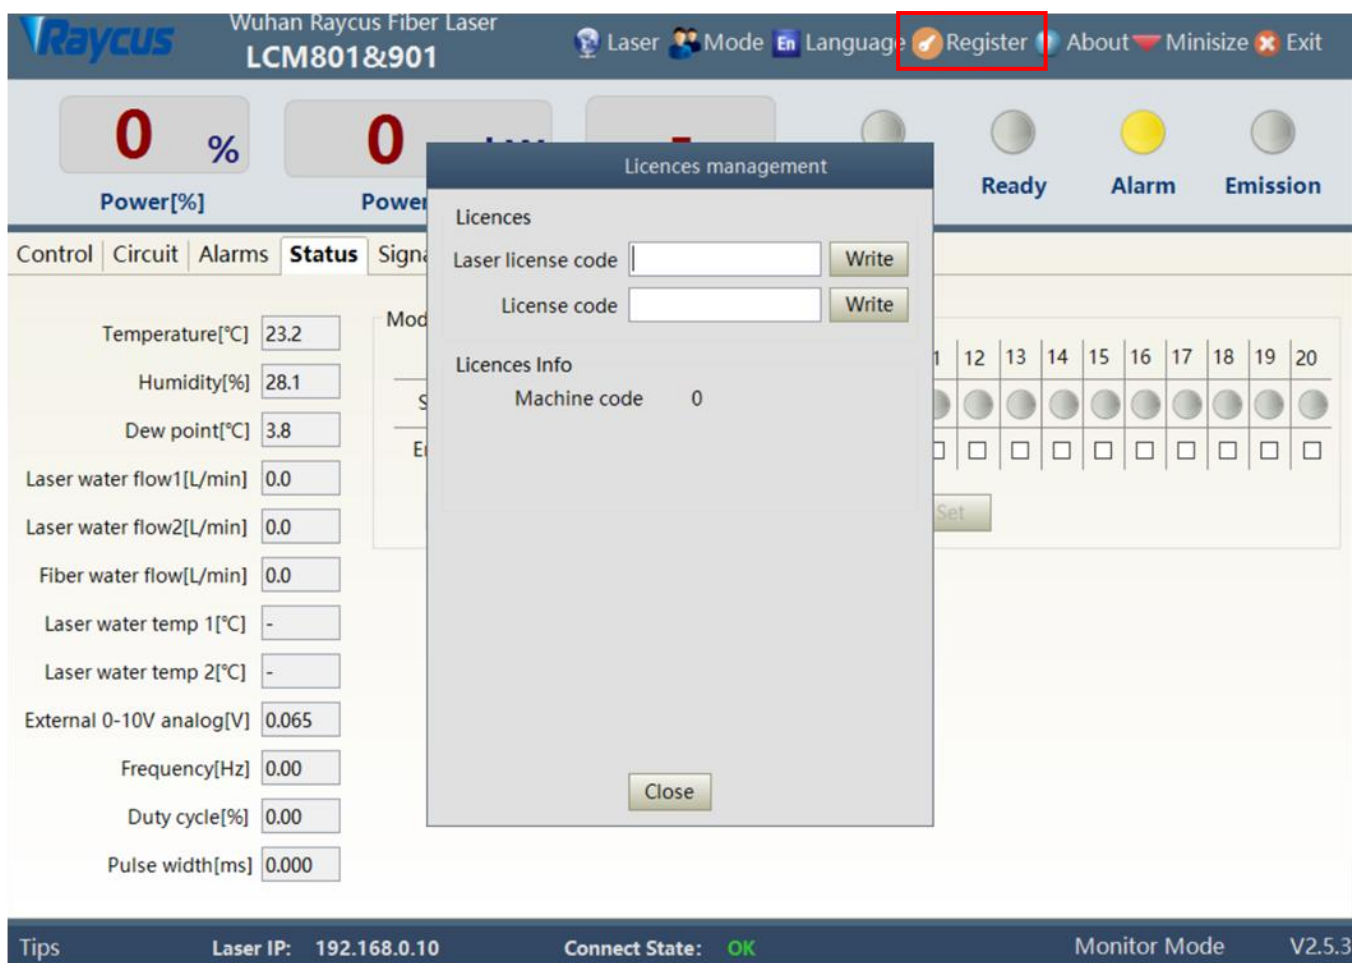 Raycus
Wuhan Raycus Fiber Laser
LCM801&901
Laser Mode En Language Register About Minisize Exit
0 % 0 -
Power[%] Power Ready Alarm Emission
Licences management
Control Circuit Alarms Status Signa
Licences
Laser license code Write
License code Write
Licences Info
Machine code 0
Close
Temperature[℃] 23.2
Humidity[%] 28.1
Dew point[℃] 3.8
Laser water flow1[L/min] 0.0
Laser water flow2[L/min] 0.0
Fiber water flow[L/min] 0.0
Laser water temp 1[℃] -
Laser water temp 2[℃] -
External 0-10V analog[V] 0.065
Frequency[Hz] 0.00
Duty cycle[%] 0.00
Pulse width[ms] 0.000
Mod
1 12 13 14 15 16 17 18 19 20
S
Set
Tips Laser IP: 192.168.0.10 Connect State: OK Monitor Mode V2.5.3